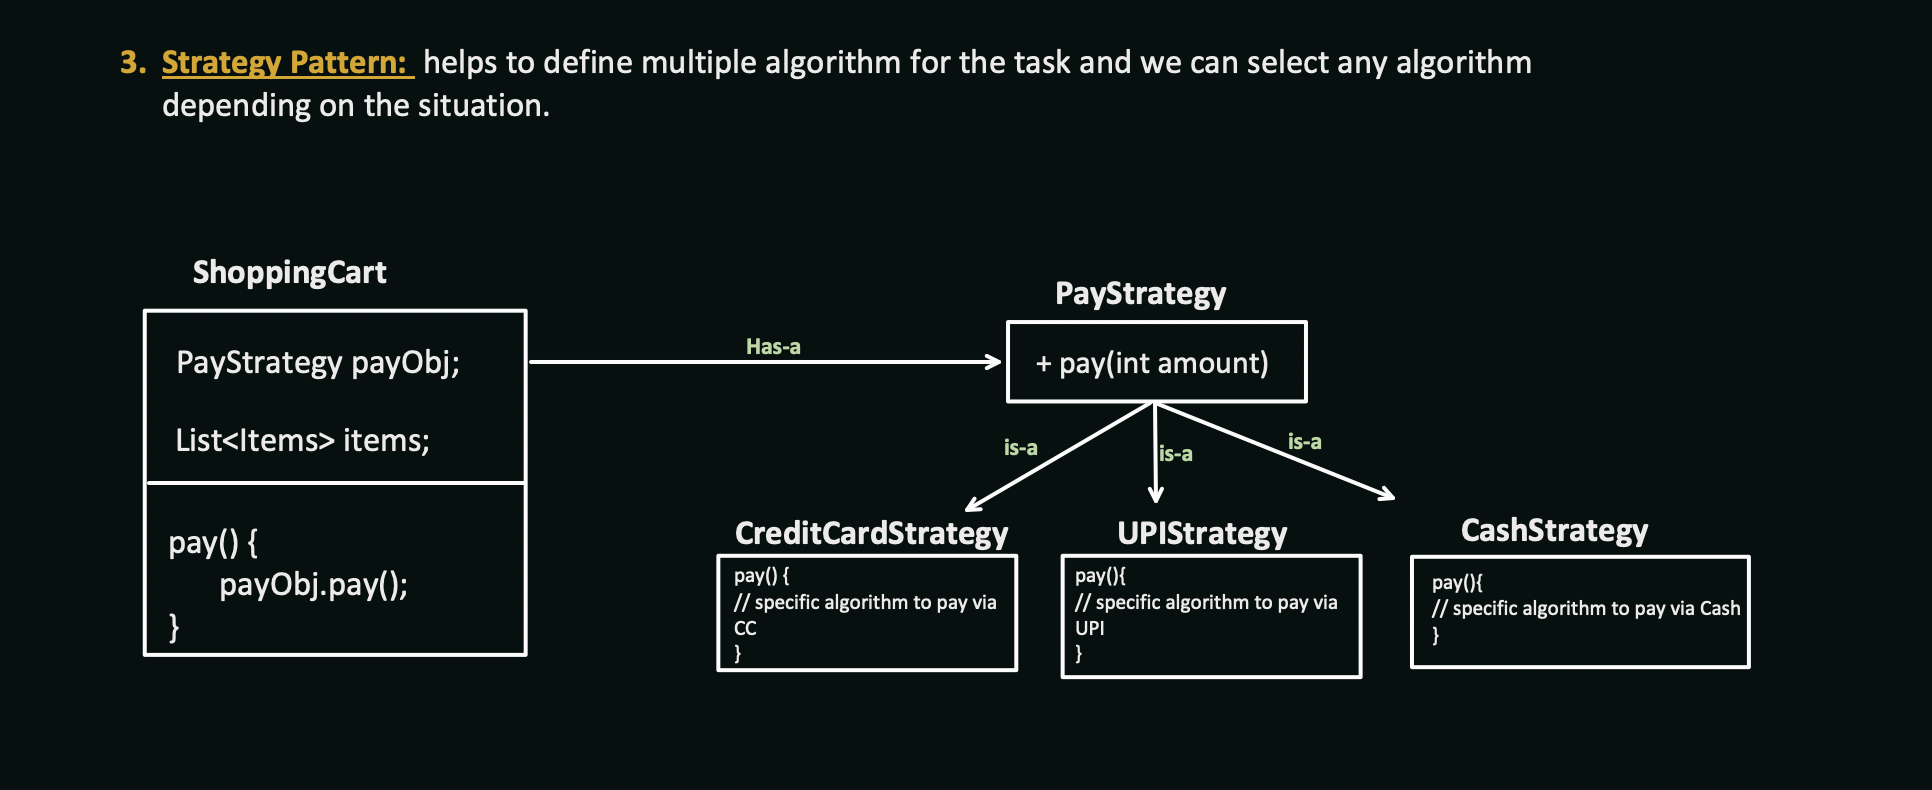 3. Strategy Pattern: helps to define multiple algorithm for the task and we can select any algorithm
depending on the situation.
ShoppingCart
PayStrategy payObj;
List<Items> items;
pay() {
payObj.pay();
}
Has-a
PayStrategy
+ pay(int amount)
is-a
is-a
is-a
CreditCardStrategy
pay() {
// specific algorithm to pay via
CC
}
UPIStrategy
pay(){
// specific algorithm to pay via
UPI
}
CashStrategy
pay(){
// specific algorithm to pay via Cash
}